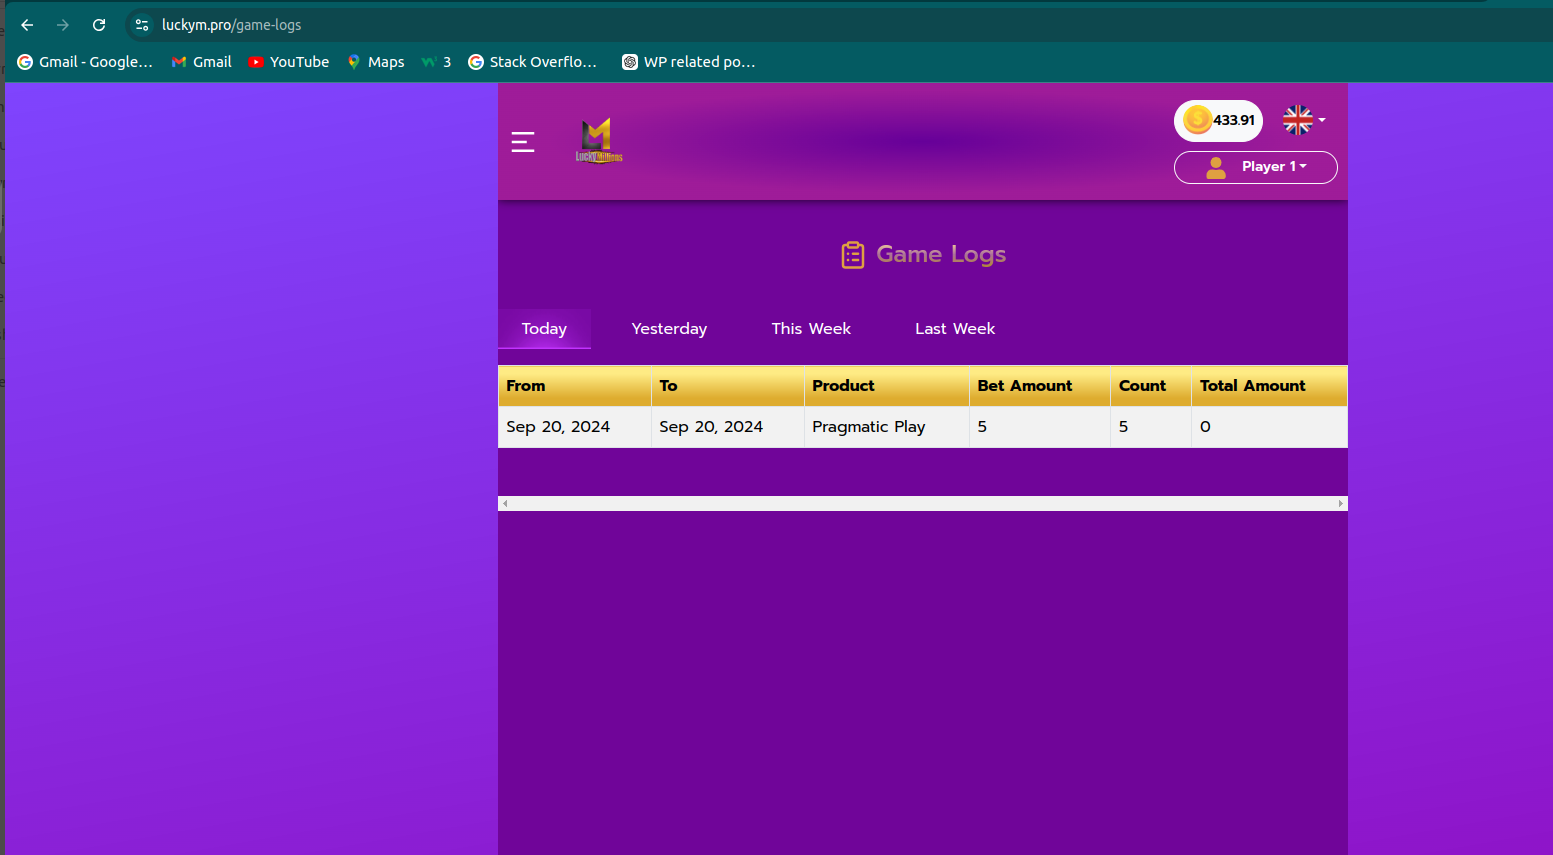 luckym.pro/game-logs
Gmail - Google... Gmail YouTube Maps 3 Stack Overflo... WP related po...
LuckyMillions
433.91
Player 1
Game Logs
Today Yesterday This Week Last Week
From To Product Bet Amount Count Total Amount
Sep 20, 2024 Sep 20, 2024 Pragmatic Play 5 5 0